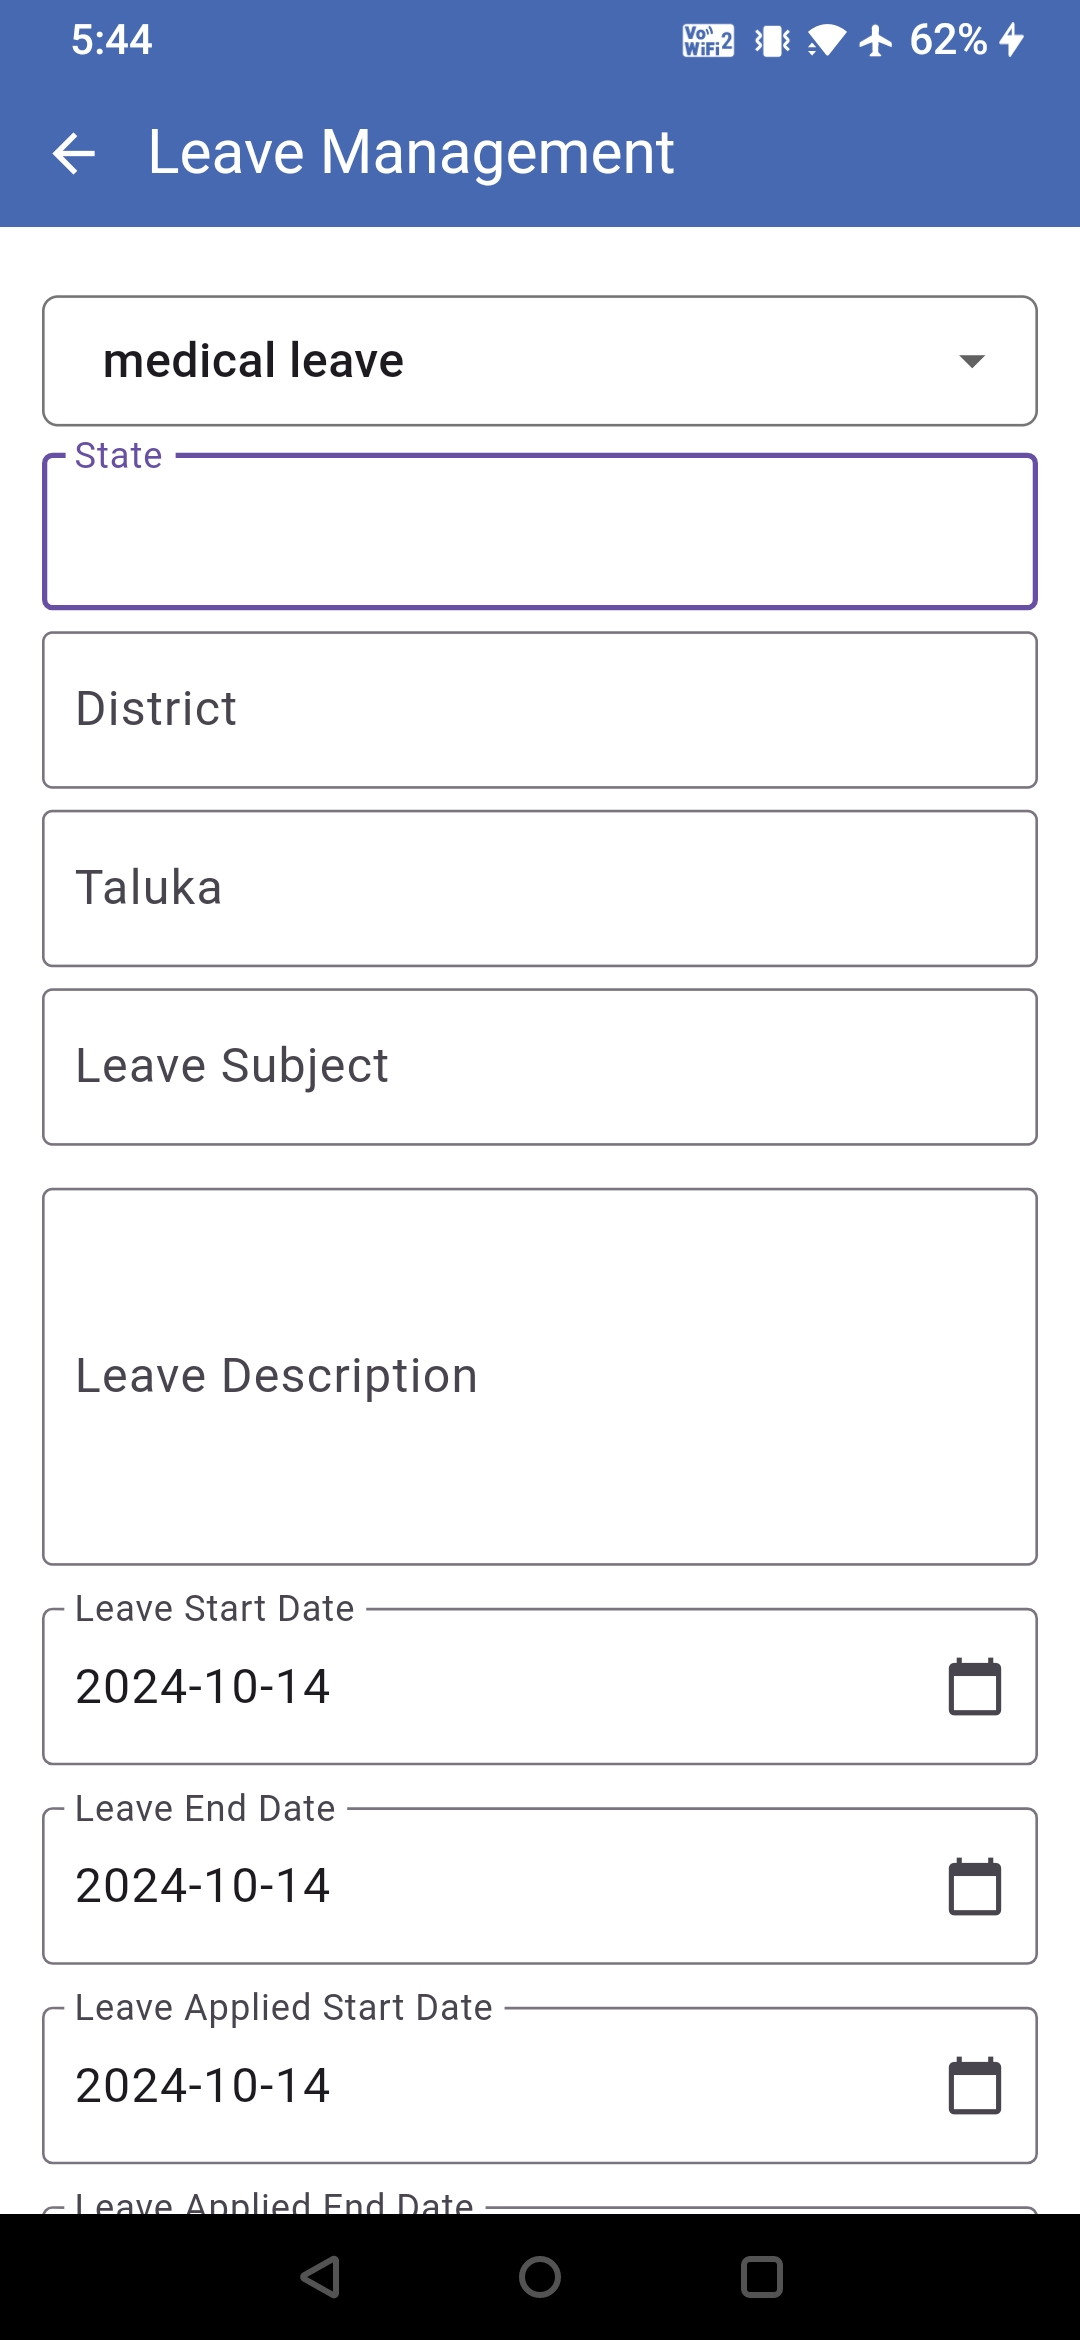 5:44
Vo WiFi 2 62%
Leave Management
medical leave
State
District
Taluka
Leave Subject
Leave Description
Leave Start Date
2024-10-14
Leave End Date
2024-10-14
Leave Applied Start Date
2024-10-14
Leave Applied End Date